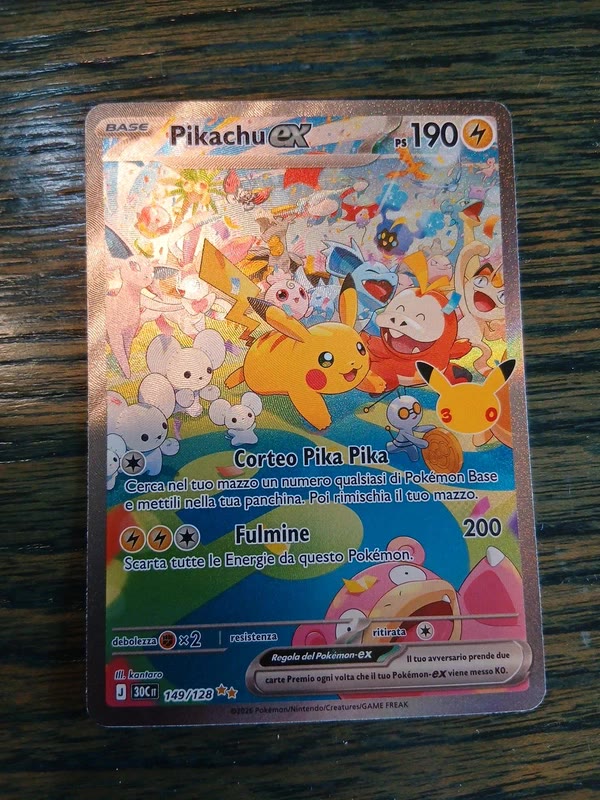 BASE Pikachu ex PS 190
30
Corteo Pika Pika
Cerca nel tuo mazzo un numero qualsiasi di Pokémon Base
e mettili nella tua panchina. Poi rimischia il tuo mazzo.
Fulmine 200
Scarta tutte le Energie da questo Pokémon.
debolezza ×2 resistenza ritirata
Regola dei Pokémon-ex Il tuo avversario prende due
carte Premio ogni volta che il tuo Pokémon-ex viene messo KO.
Ill. kantaro
J 30C IT 149/128
©2026 Pokémon/Nintendo/Creatures/GAME FREAK